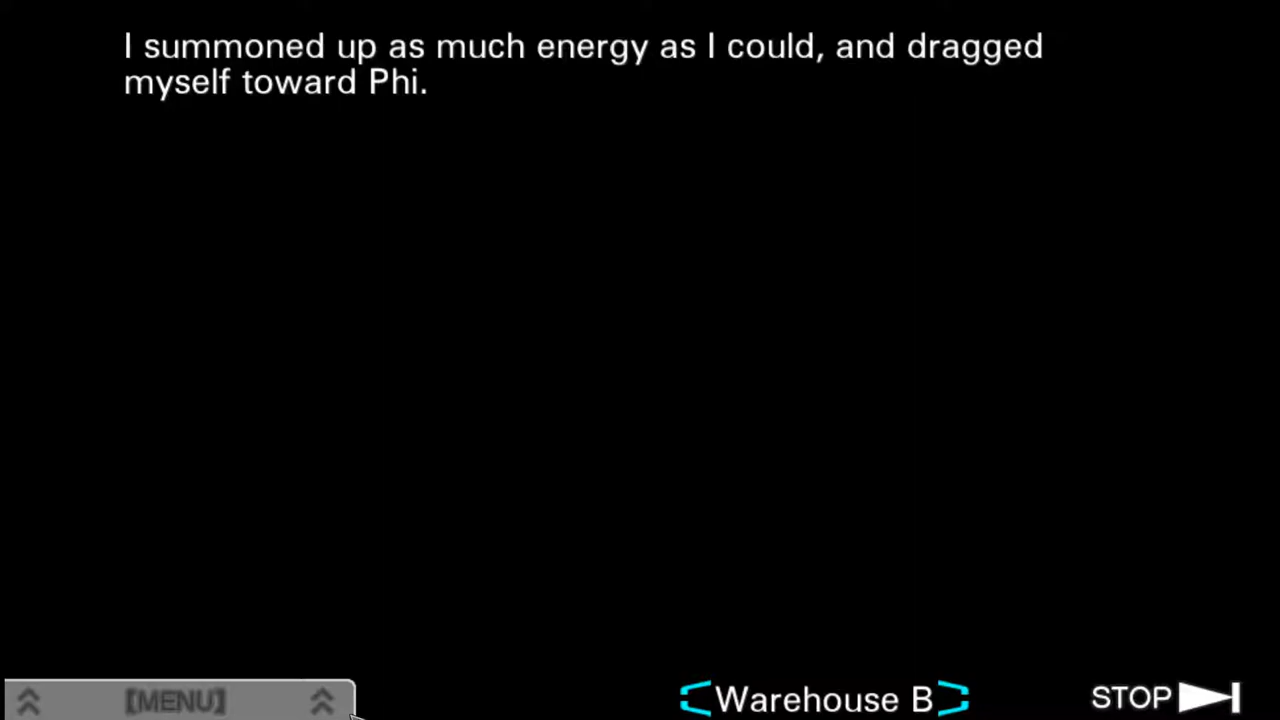 I summoned up as much energy as I could, and dragged
myself toward Phi.
【MENU】
Warehouse B
STOP